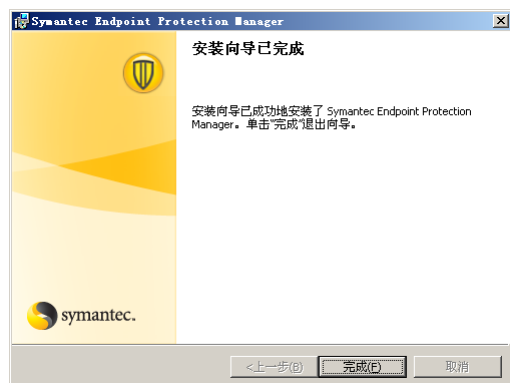 Symantec Endpoint Protection Manager
安装向导已完成
安装向导已成功地安装了 Symantec Endpoint Protection
Manager。单击"完成"退出向导。
symantec.
<上一步(B)
完成(F)
取消